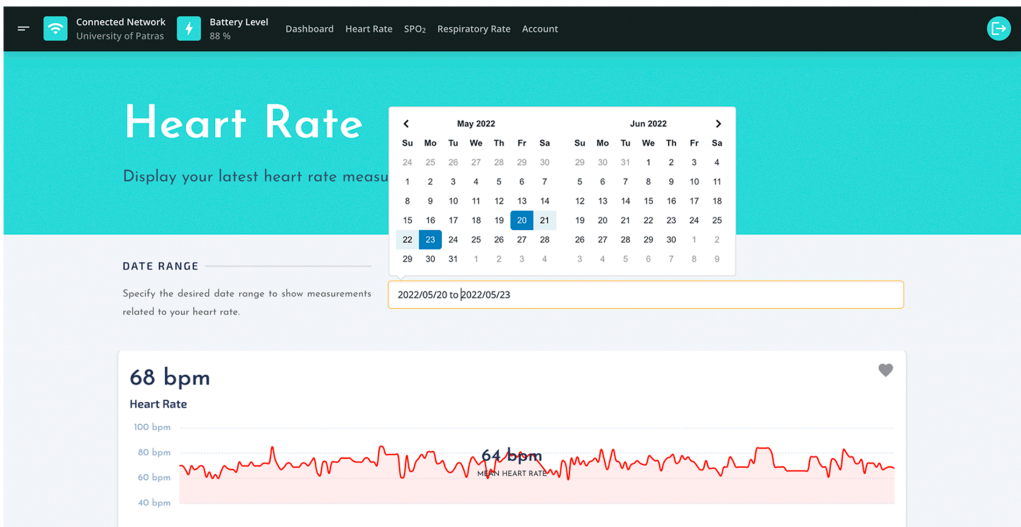 Connected Network
University of Patras
Battery Level
88 %
Dashboard Heart Rate SPO₂ Respiratory Rate Account
Heart Rate
Display your latest heart rate measu
May 2022
Su Mo Tu We Th Fr Sa
24 25 26 27 28 29 30
1 2 3 4 5 6 7
8 9 10 11 12 13 14
15 16 17 18 19 20 21
22 23 24 25 26 27 28
29 30 31 1 2 3 4
Jun 2022
Su Mo Tu We Th Fr Sa
29 30 31 1 2 3 4
5 6 7 8 9 10 11
12 13 14 15 16 17 18
19 20 21 22 23 24 25
26 27 28 29 30 1 2
3 4 5 6 7 8 9
DATE RANGE
Specify the desired date range to show measurements
related to your heart rate.
2022/05/20 to 2022/05/23
68 bpm
Heart Rate
100 bpm
80 bpm
60 bpm
40 bpm
64 bpm
MEAN HEART RATE